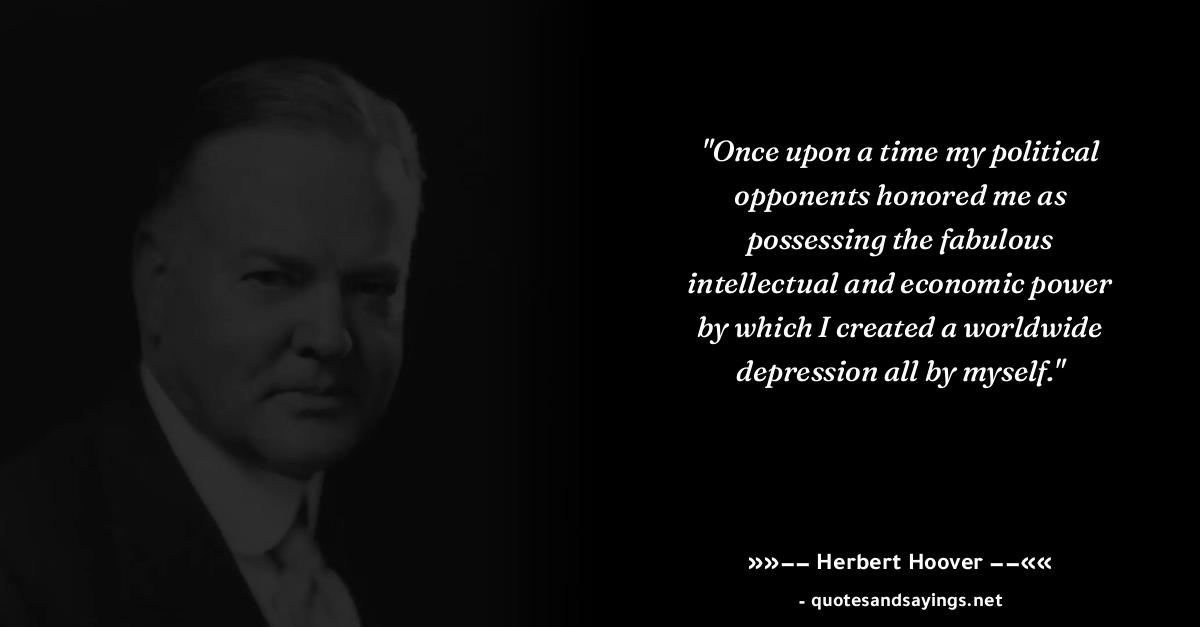 "Once upon a time my political
opponents honored me as
possessing the fabulous
intellectual and economic power
by which I created a worldwide
depression all by myself."
»»−− Herbert Hoover −−««
- quotesandsayings.net